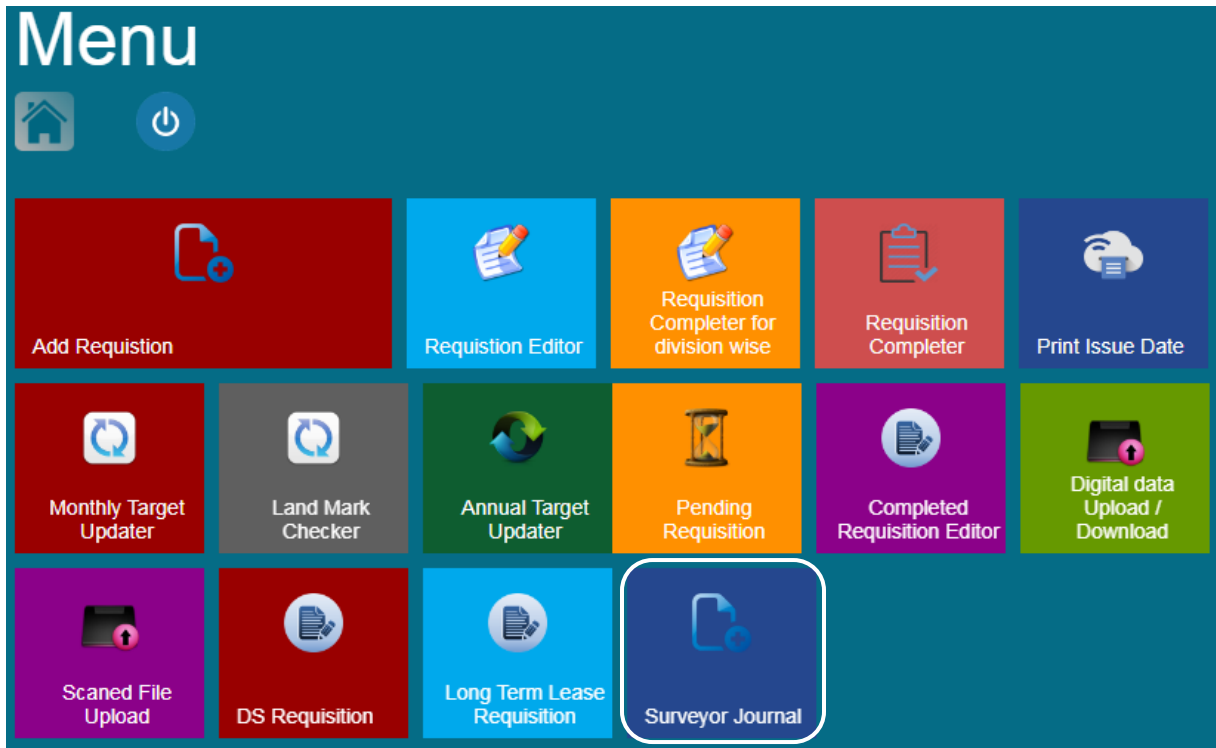 Menu
Add Requistion
Requistion Editor
Requisition
Completer for
division wise
Requisition
Completer
Print Issue Date
Monthly Target
Updater
Land Mark
Checker
Annual Target
Updater
Pending
Requisition
Completed
Requisition Editor
Digital data
Upload /
Download
Scaned File
Upload
DS Requisition
Long Term Lease
Requisition
Surveyor Journal